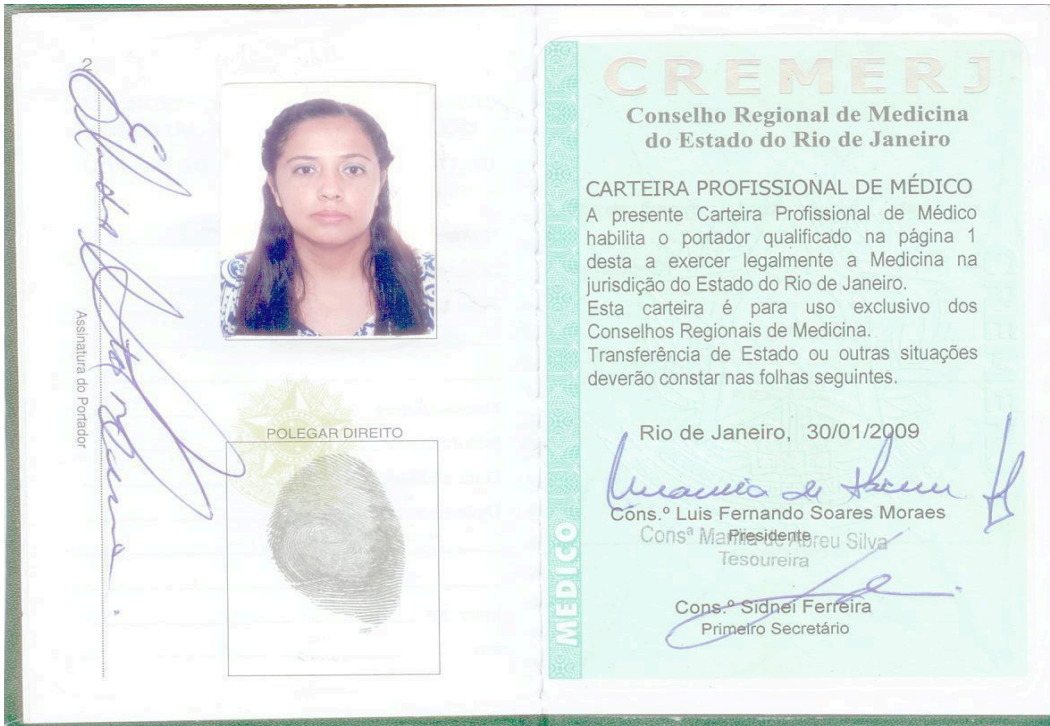 2
Assinatura do Portador
POLEGAR DIREITO
CREMERJ
Conselho Regional de Medicina
do Estado do Rio de Janeiro
CARTEIRA PROFISSIONAL DE MÉDICO
A presente Carteira Profissional de Médico
habilita o portador qualificado na página 1
desta a exercer legalmente a Medicina na
jurisdição do Estado do Rio de Janeiro.
Esta carteira é para uso exclusivo dos
Conselhos Regionais de Medicina.
Transferência de Estado ou outras situações
deverão constar nas folhas seguintes.
Rio de Janeiro, 30/01/2009
Cons.º Luis Fernando Soares Moraes
Presidente
Consª Marília de Abreu Silva
Tesoureira
Cons.º Sidnei Ferreira
Primeiro Secretário
MÉDICO